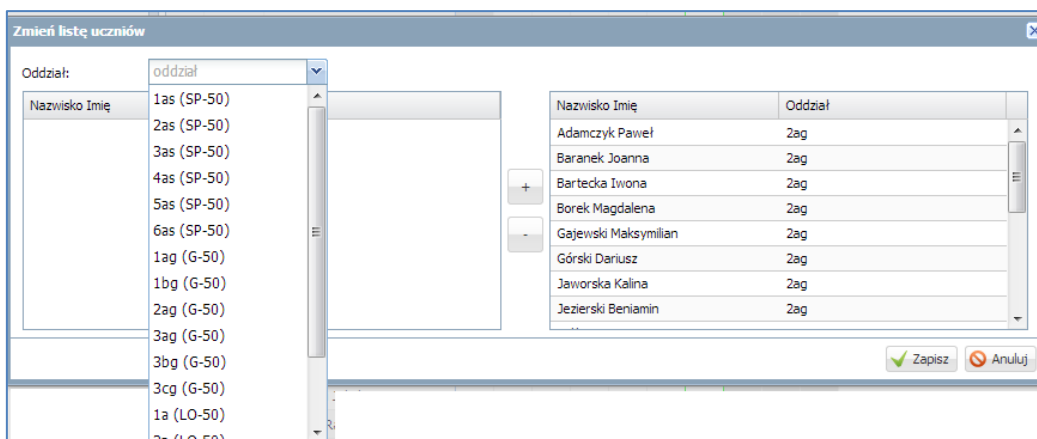 Zmień listę uczniów
Oddział: oddział
Nazwisko Imię
1as (SP-50)
2as (SP-50)
3as (SP-50)
4as (SP-50)
5as (SP-50)
6as (SP-50)
1ag (G-50)
1bg (G-50)
2ag (G-50)
3ag (G-50)
3bg (G-50)
3cg (G-50)
1a (LO-50)
+
-
Nazwisko Imię Oddział
Adamczyk Paweł 2ag
Baranek Joanna 2ag
Bartecka Iwona 2ag
Borek Magdalena 2ag
Gajewski Maksymilian 2ag
Górski Dariusz 2ag
Jaworska Kalina 2ag
Jezierski Beniamin 2ag
Zapisz Anuluj